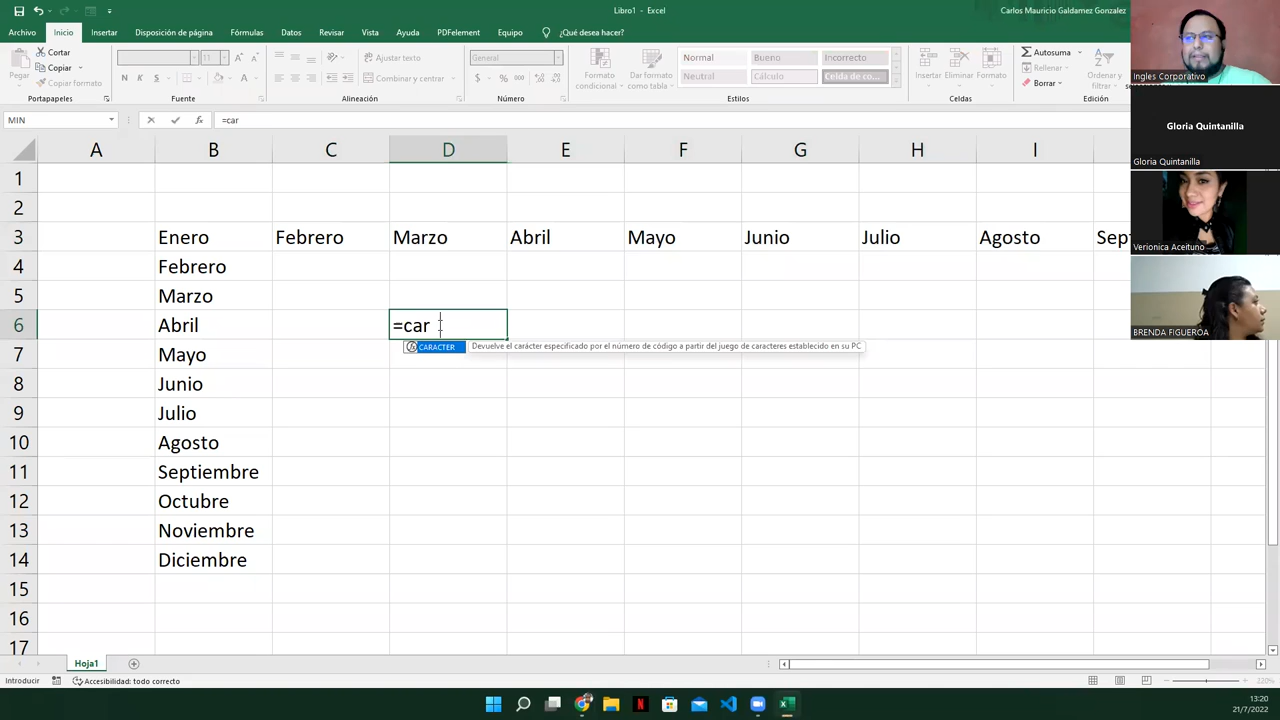 Libro1 - Excel
Carlos Mauricio Galdamez Gonzalez
Archivo Inicio Insertar Disposición de página Fórmulas Datos Revisar Vista Ayuda PDFelement Equipo ¿Qué desea hacer?
Pegar
Cortar
Copiar
Copiar formato
Portapapeles
11
N K S
Fuente
Ajustar texto
Combinar y centrar
Alineación
General
$ % 000
Número
Formato condicional
Dar formato como tabla
Normal Bueno Incorrecto
Neutral Cálculo Celda de co...
Estilos
Insertar Eliminar Formato
Celdas
Autosuma
Rellenar
Borrar
Ordenar y filtrar
Edición
Ingles Corporativo
Gloria Quintanilla
Gloria Quintanilla
Verionica Aceituno
BRENDA FIGUEROA
MIN fx =car
A B C D E F G H I
1
2
3 Enero Febrero Marzo Abril Mayo Junio Julio Agosto Sept
4 Febrero
5 Marzo
6 Abril =car
CARACTER Devuelve el carácter especificado por el número de código a partir del juego de caracteres establecido en su PC
7 Mayo
8 Junio
9 Julio
10 Agosto
11 Septiembre
12 Octubre
13 Noviembre
14 Diciembre
15
16
17
Hoja1
Introducir Accesibilidad: todo correcto 220%
13:20
21/7/2022